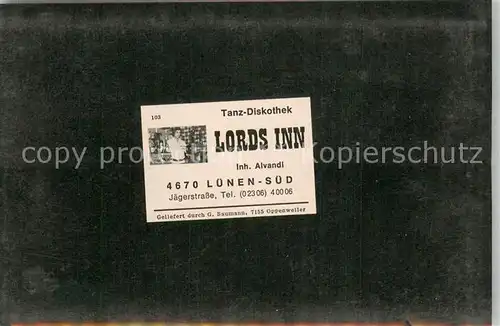 103
Tanz-Diskothek
LORDS INN
Inh. Alvandi
4670 LÜNEN-SÜD
Jägerstraße, Tel. (02306) 40006
Geliefert durch G. Baumann, 7155 Oppenweiler
copy protected Kopierschutz